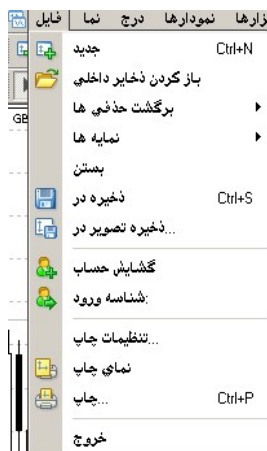 فایل نما درج نمودارها زارها
GB
جدید Ctrl+N
باز کردن ذخایر داخلی
برگشت حذفی ها
نمایه ها
بستن
ذخیره در Ctrl+S
ذخیره تصویر در...
گشایش حساب
شناسه ورود:
تنظیمات چاپ...
نمای چاپ
چاپ... Ctrl+P
خروج